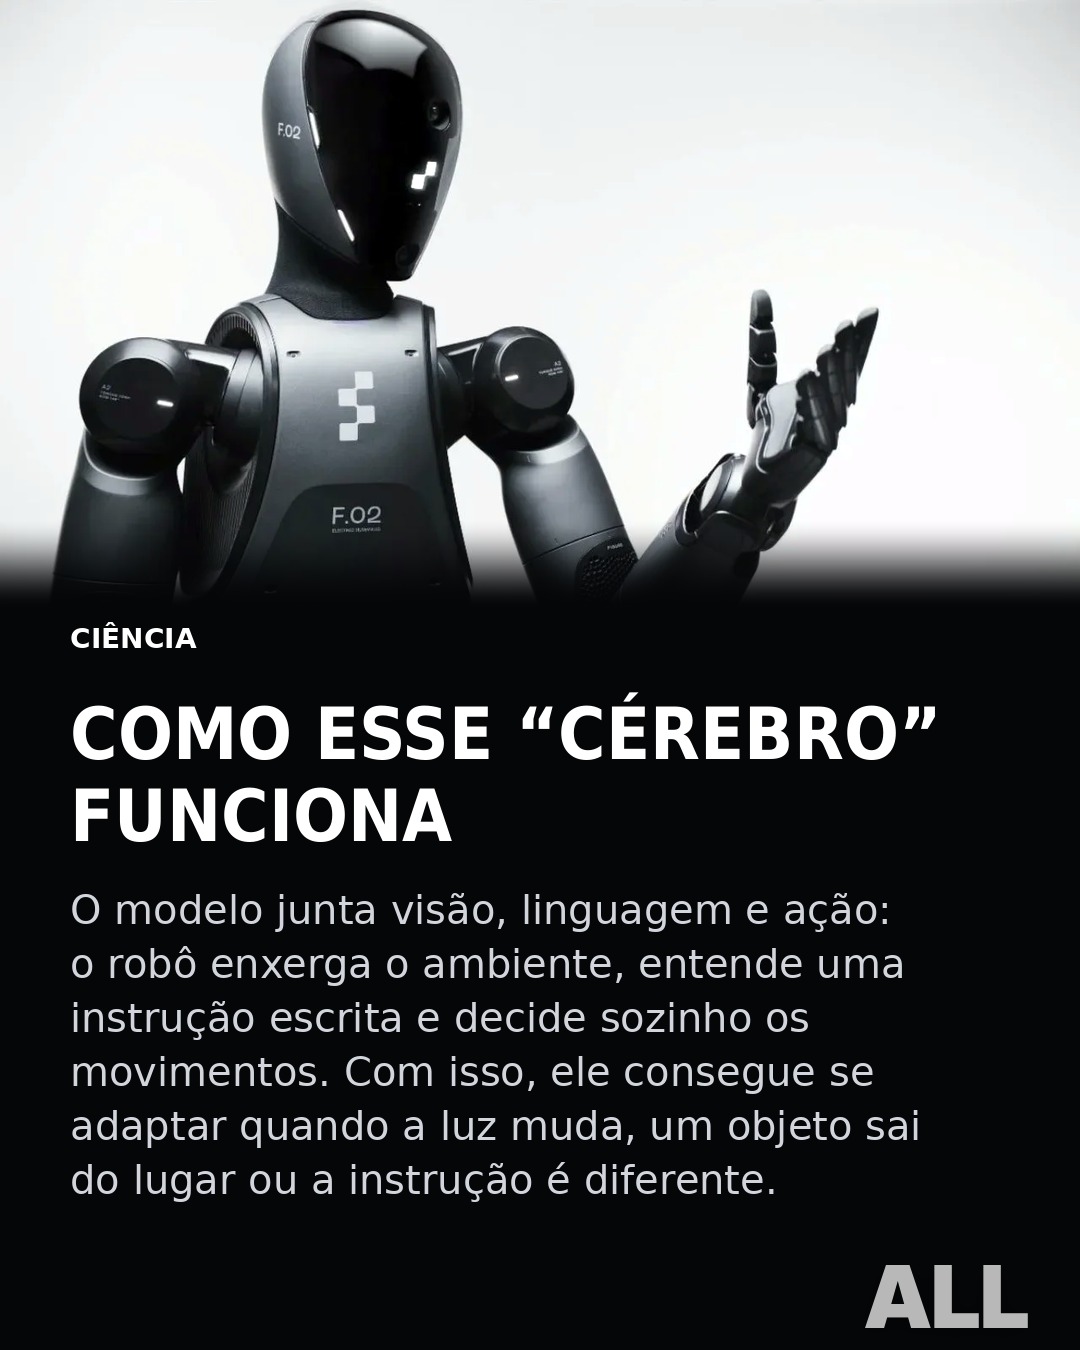 F.02
A2
A2
F.02
CIÊNCIA
COMO ESSE “CÉREBRO”
FUNCIONA
O modelo junta visão, linguagem e ação:
o robô enxerga o ambiente, entende uma
instrução escrita e decide sozinho os
movimentos. Com isso, ele consegue se
adaptar quando a luz muda, um objeto sai
do lugar ou a instrução é diferente.
ALL